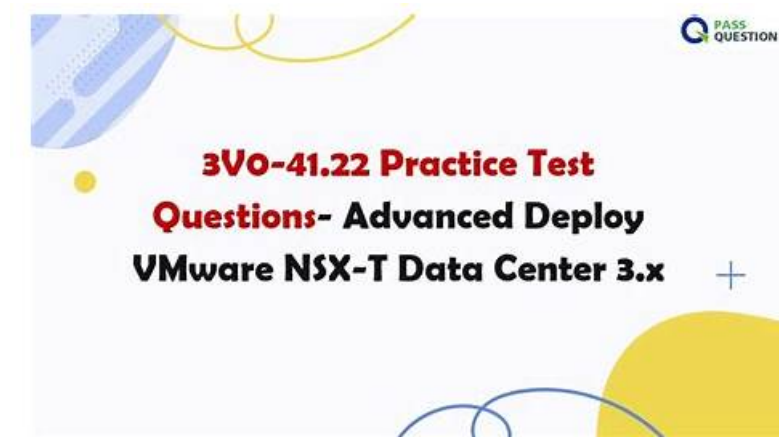 PASS
QUESTION
3V0-41.22 Practice Test
Questions- Advanced Deploy
VMware NSX-T Data Center 3.x